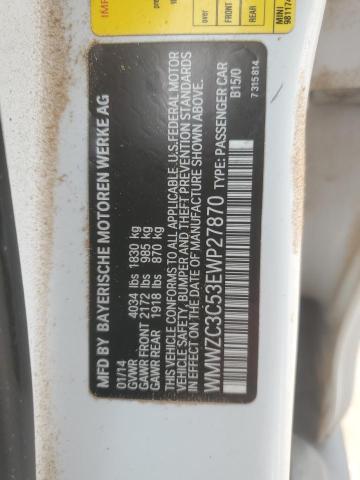 MFD BY BAYERISCHE MOTOREN WERKE AG
01/14
GVWR 4034 lbs 1830 kg
GAWR FRONT 2172 lbs 985 kg
GAWR REAR 1918 lbs 870 kg
THIS VEHICLE CONFORMS TO ALL APPLICABLE U.S.FEDERAL MOTOR
VEHICLE SAFETY, BUMPER AND THEFT PREVENTION STANDARDS
IN EFFECT ON THE DATE OF MANUFACTURE SHOWN ABOVE.
WMWZC3C53EWP27870 TYPE: PASSENGER CAR
B15/0
7 315 814
FRONT
REAR
MINI